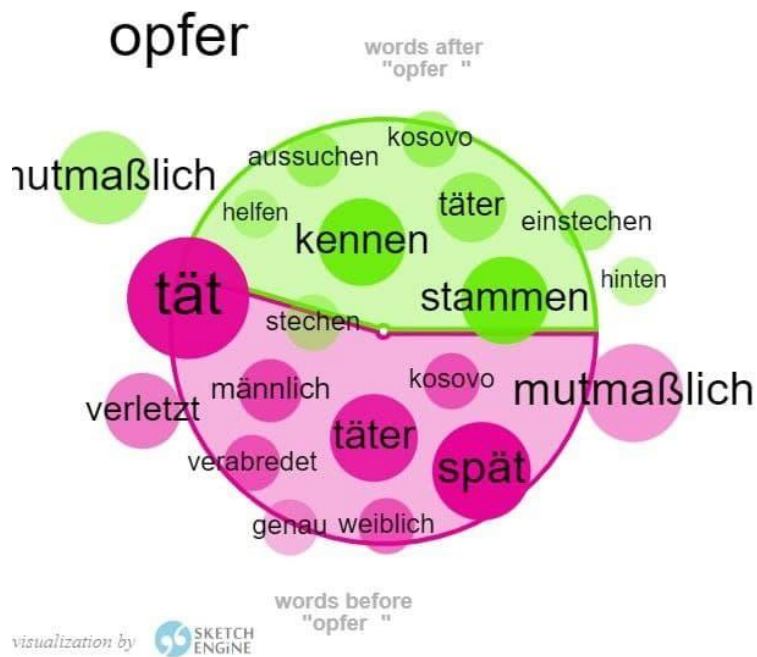 opfer
words after
"opfer "
kosovo
aussuchen
nutmaßlich
täter
helfen
einstechen
kennen
hinten
tät
stammen
stechen
kosovo
männlich
mutmaßlich
verletzt
täter
verabredet
spät
genau
weiblich
words before
"opfer "
visualization by
SKETCH
ENGINE